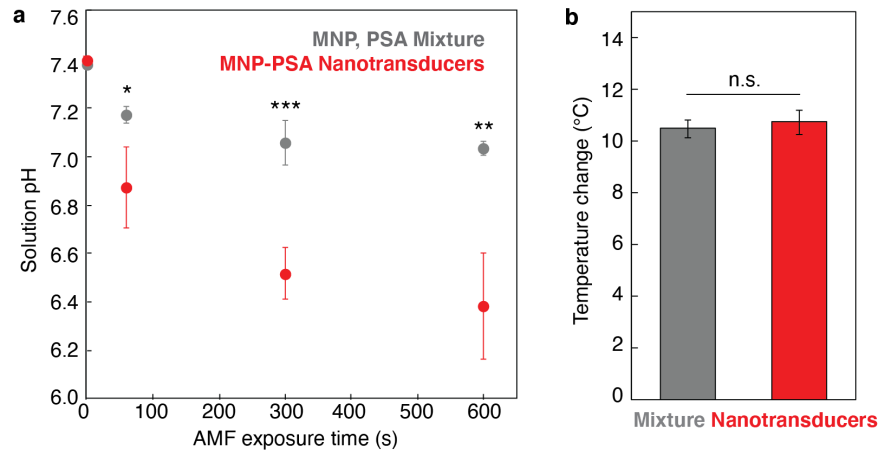 a
7.6
7.4
7.2
7.0
6.8
6.6
6.4
6.2
6.0
Solution pH
MNP, PSA Mixture
MNP-PSA Nanotransducers
*
***
**
0 100 200 300 400 500 600
AMF exposure time (s)
b
14
12
10
8
6
4
2
0
Temperature change (°C)
n.s.
Mixture Nanotransducers